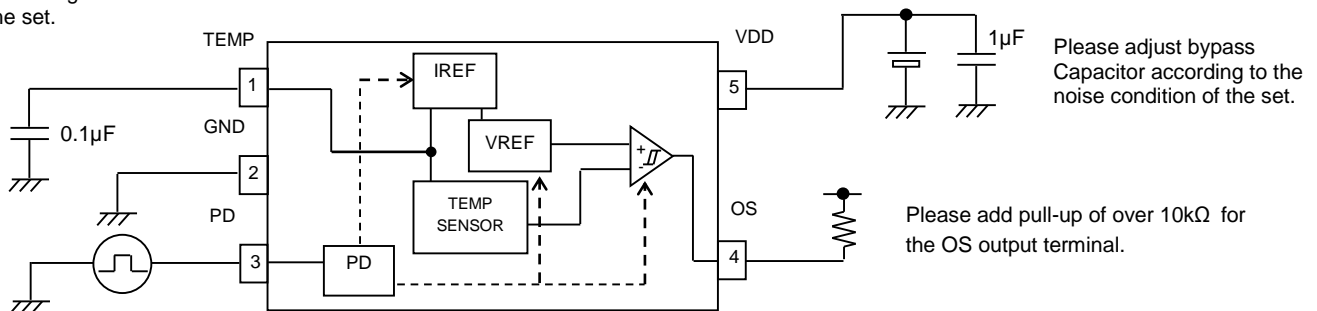 he set.
TEMP
VDD
1µF
Please adjust bypass
Capacitor according to the
noise condition of the set.
IREF
1
5
0.1µF
GND
VREF
+
-
2
TEMP
SENSOR
PD
OS
Please add pull-up of over 10kΩ for
the OS output terminal.
3
PD
4